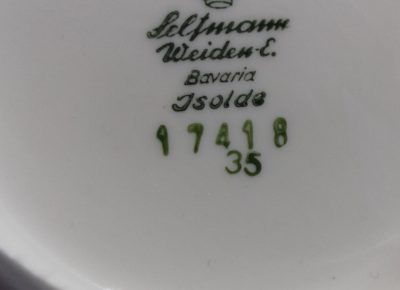 Seltmann
Weiden-E.
Bavaria
Isolde
17418
35